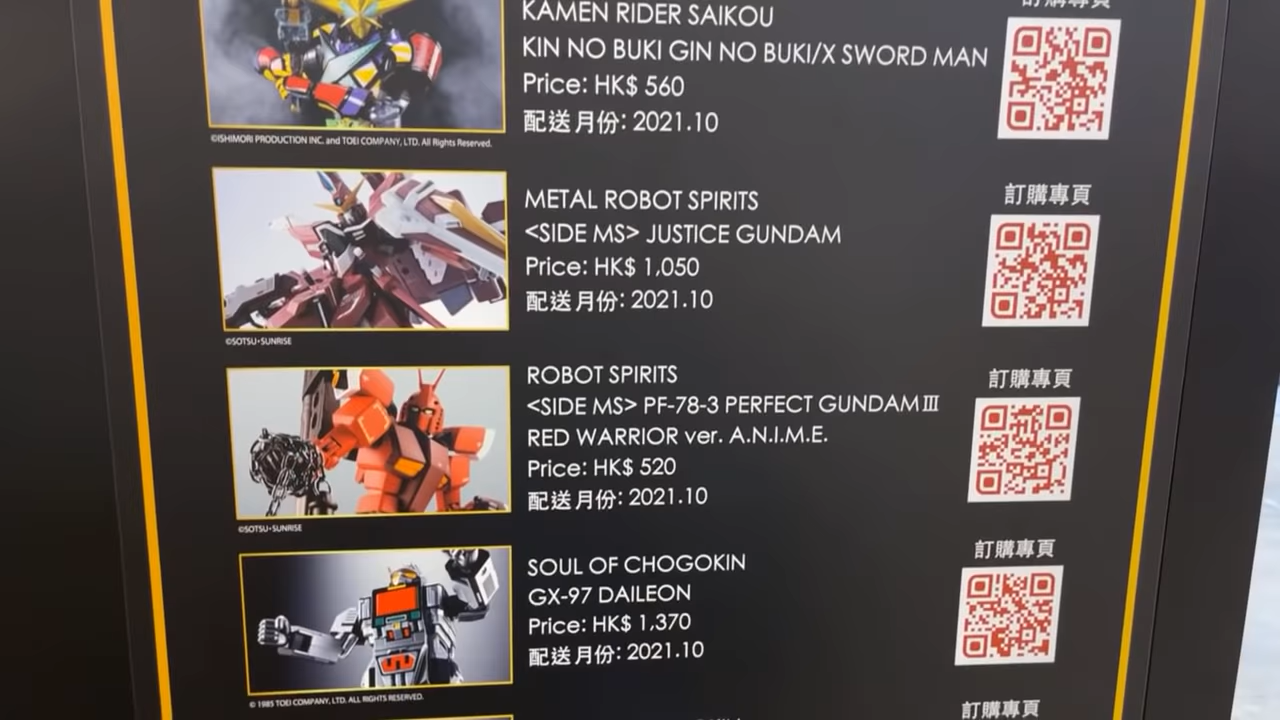 訂購專頁
KAMEN RIDER SAIKOU
KIN NO BUKI GIN NO BUKI/X SWORD MAN
Price: HK$ 560
配送月份: 2021.10
©ISHIMORI PRODUCTION INC. and TOEI COMPANY, LTD. All Rights Reserved.
訂購專頁
METAL ROBOT SPIRITS
<SIDE MS> JUSTICE GUNDAM
Price: HK$ 1,050
配送月份: 2021.10
©SOTSU•SUNRISE
訂購專頁
ROBOT SPIRITS
<SIDE MS> PF-78-3 PERFECT GUNDAMⅢ
RED WARRIOR ver. A.N.I.M.E.
Price: HK$ 520
配送月份: 2021.10
©SOTSU•SUNRISE
訂購專頁
SOUL OF CHOGOKIN
GX-97 DAILEON
Price: HK$ 1,370
配送月份: 2021.10
© 1985 TOEI COMPANY, LTD. ALL RIGHTS RESERVED.
訂購專頁